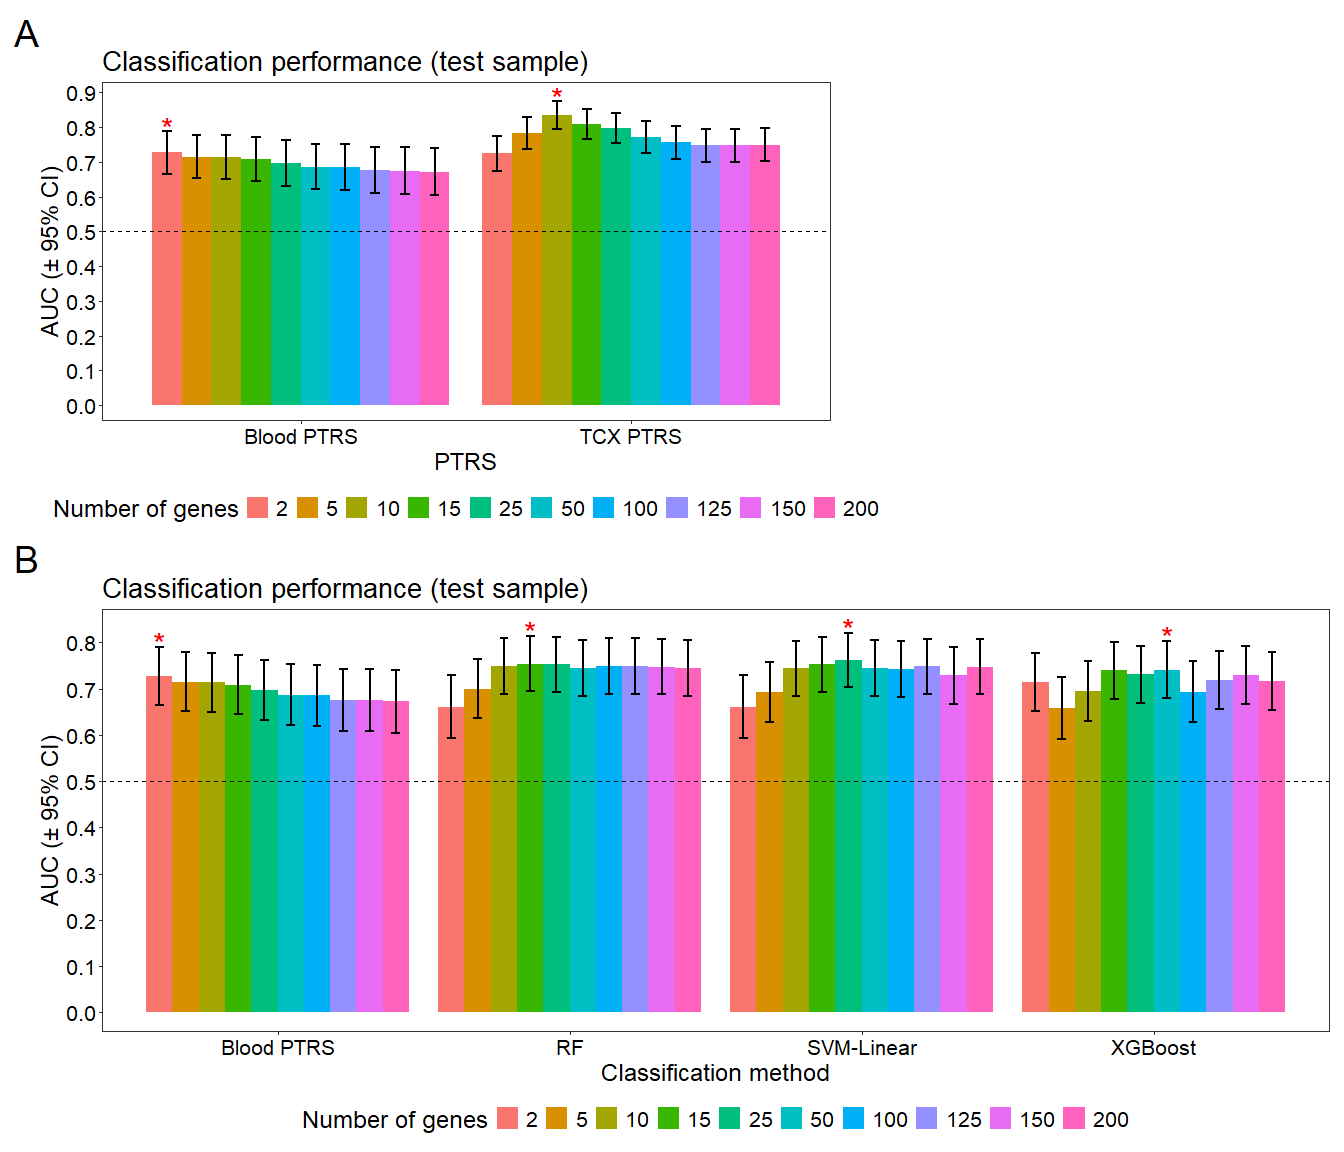 A
Classification performance (test sample)
AUC (± 95% CI)
0.9
0.8
0.7
0.6
0.5
0.4
0.3
0.2
0.1
0.0
* *
Blood PTRS TCX PTRS
PTRS
Number of genes 2 5 10 15 25 50 100 125 150 200
B
Classification performance (test sample)
AUC (± 95% CI)
0.8
0.7
0.6
0.5
0.4
0.3
0.2
0.1
0.0
* * * *
Blood PTRS RF SVM-Linear XGBoost
Classification method
Number of genes 2 5 10 15 25 50 100 125 150 200